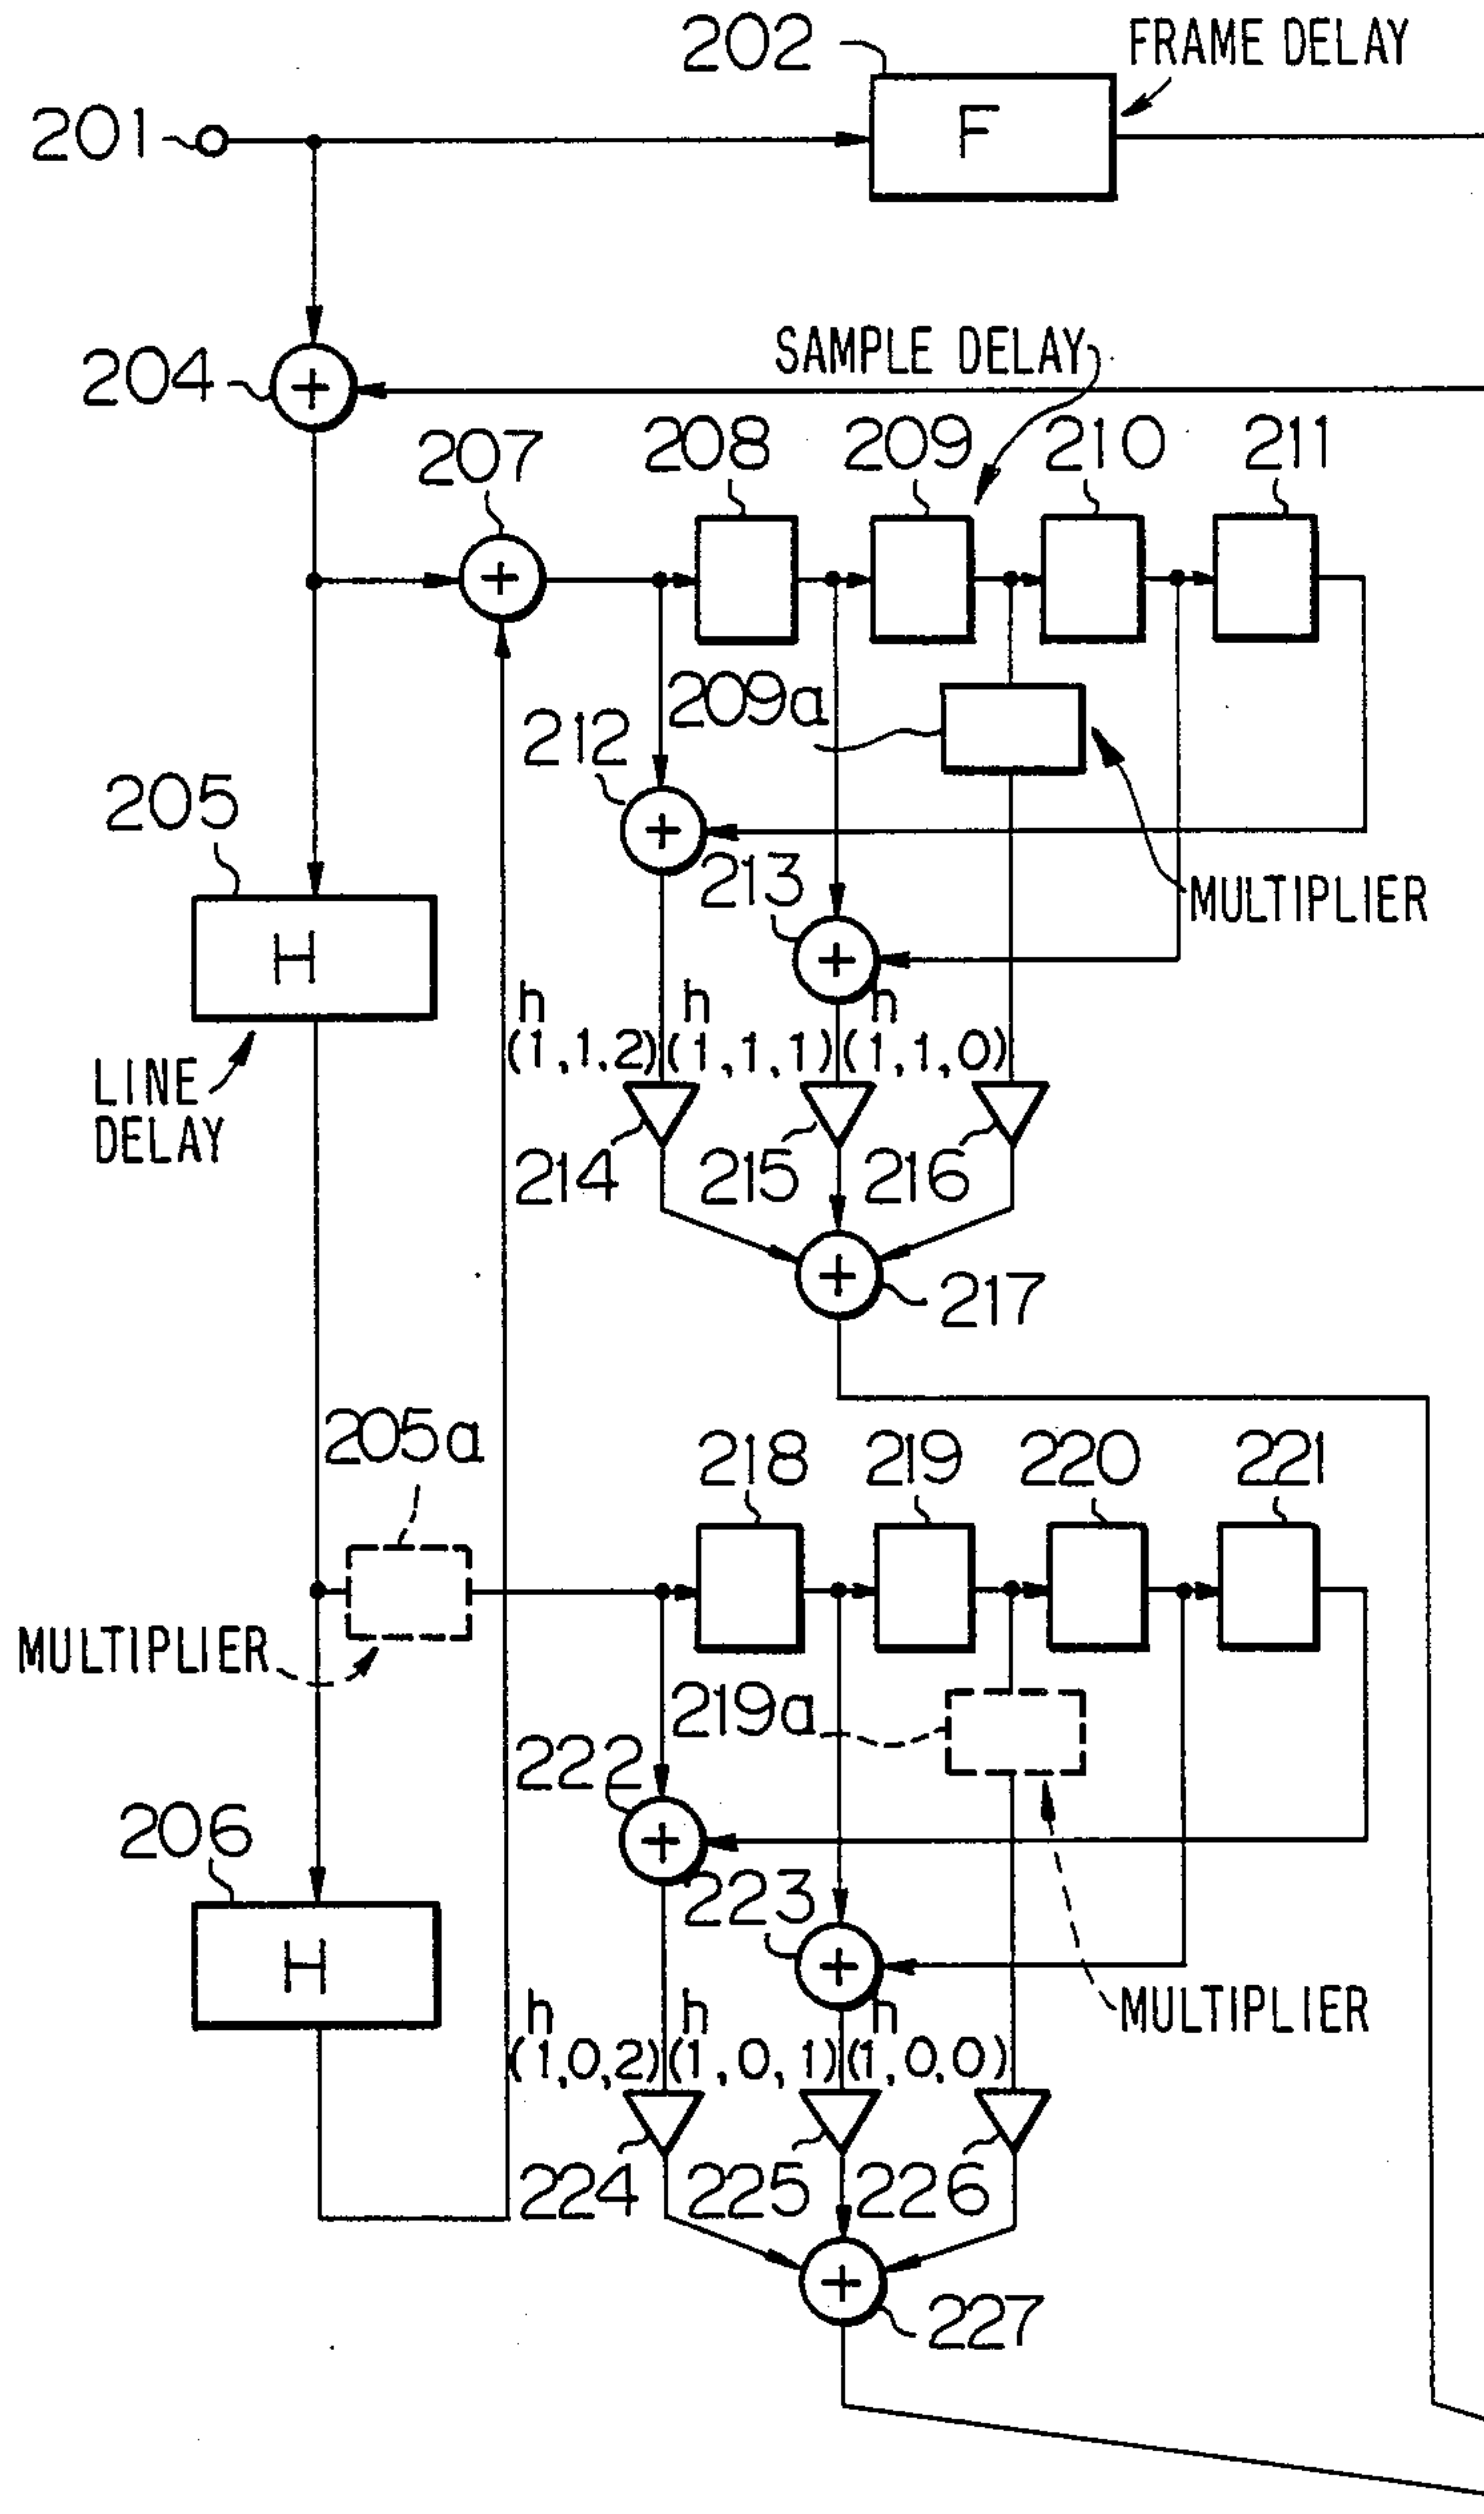 202
FRAME DELAY
201
F
204
SAMPLE DELAY
207
208
209
210
211
209a
212
205
213
MULTIPLIER
H
h h h
(1,1,2) (1,1,1) (1,1,0)
LINE
DELAY
214
215
216
217
205a
218
219
220
221
MULTIPLIER
219a
222
206
223
H
MULTIPLIER
h h h
(1,0,2) (1,0,1) (1,0,0)
224
225
226
227